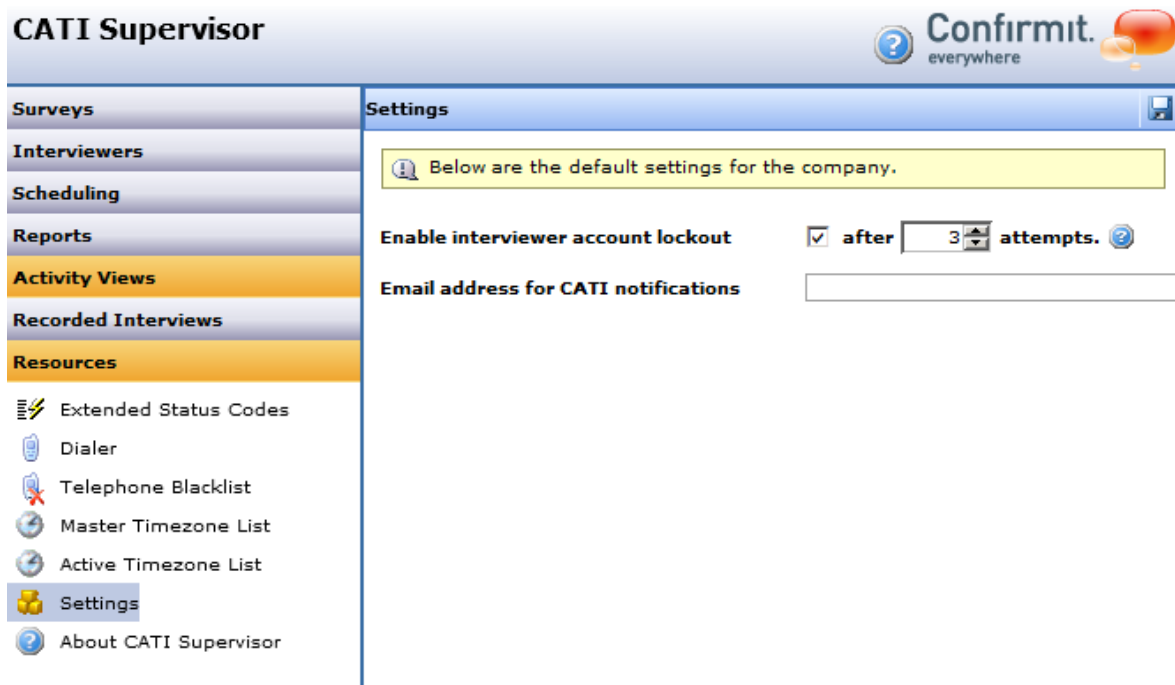 CATI Supervisor
Confirmit.
everywhere
Surveys
Interviewers
Scheduling
Reports
Activity Views
Recorded Interviews
Resources
Extended Status Codes
Dialer
Telephone Blacklist
Master Timezone List
Active Timezone List
Settings
About CATI Supervisor
Settings
Below are the default settings for the company.
Enable interviewer account lockout after 3 attempts.
Email address for CATI notifications